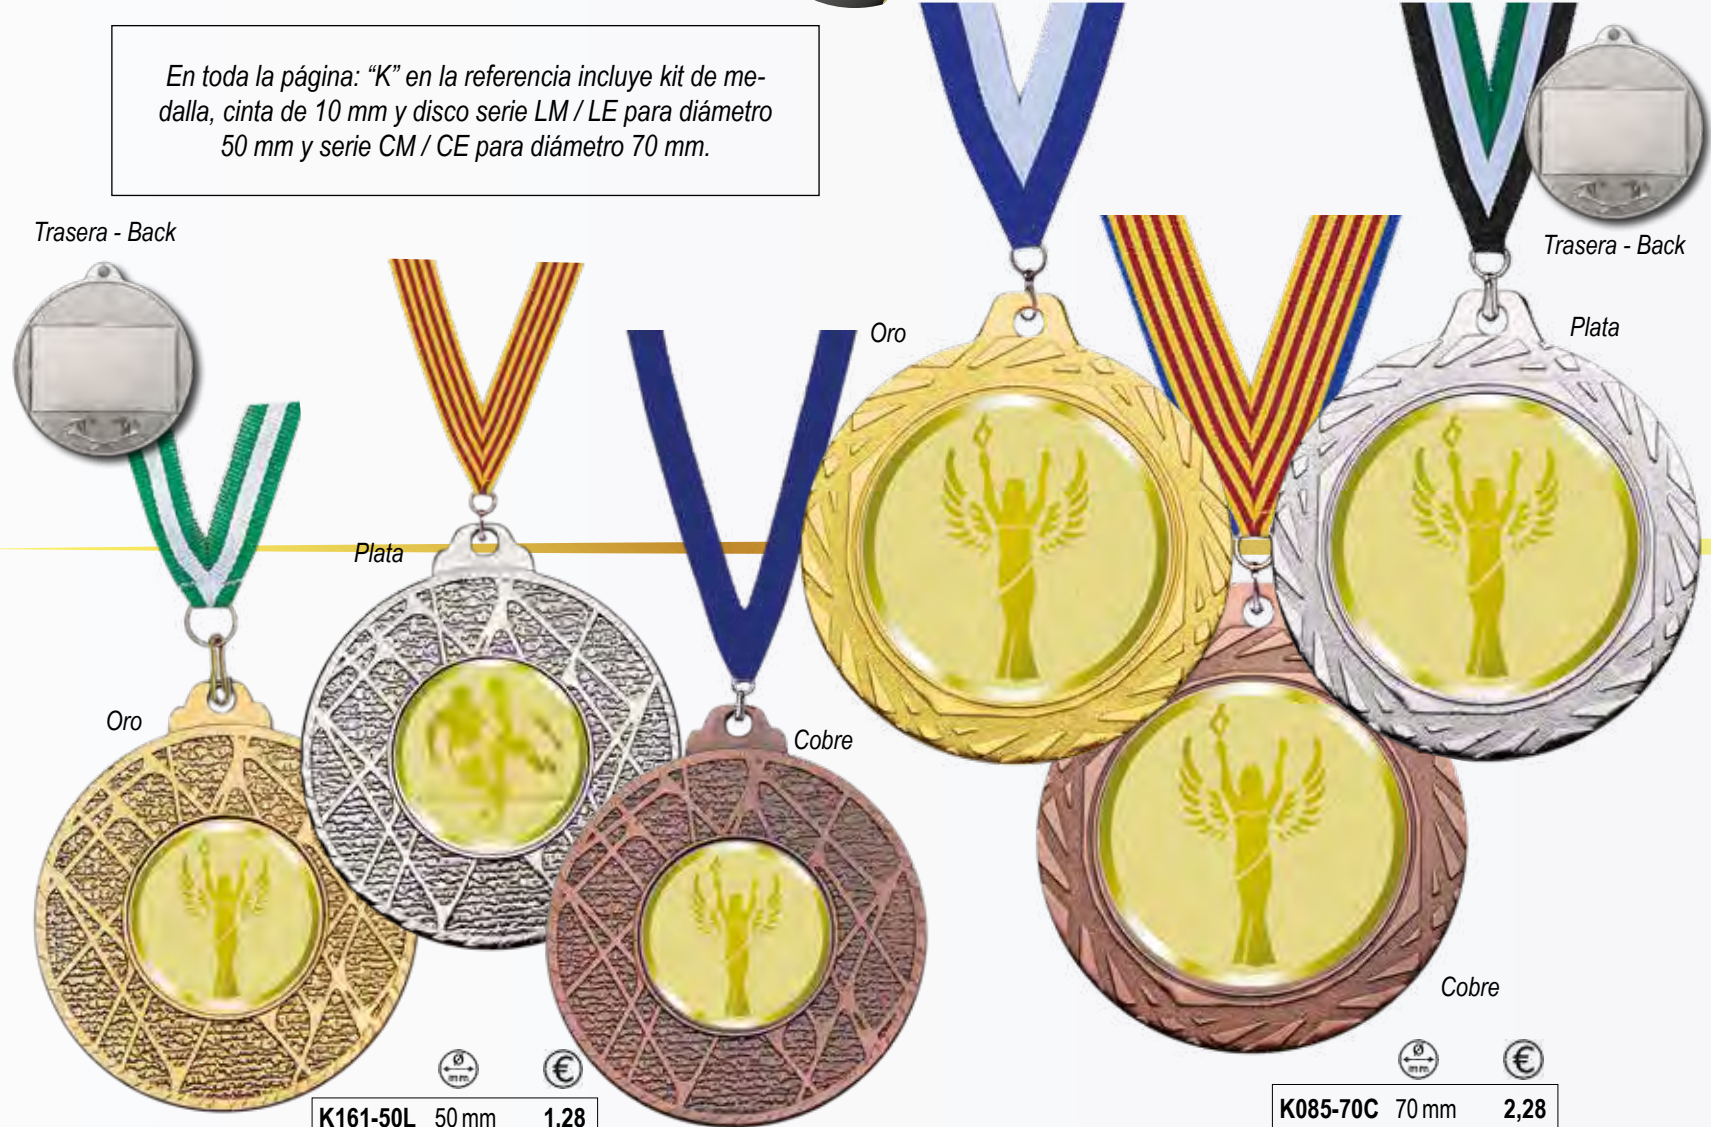 En toda la página: “K” en la referencia incluye kit de me-
dalla, cinta de 10 mm y disco serie LM / LE para diámetro
50 mm y serie CM / CE para diámetro 70 mm.
Trasera - Back
Trasera - Back
Oro
Plata
Plata
Oro
Cobre
Cobre
Ø mm €
K161-50L 50 mm 1,28
Ø mm €
K085-70C 70 mm 2,28